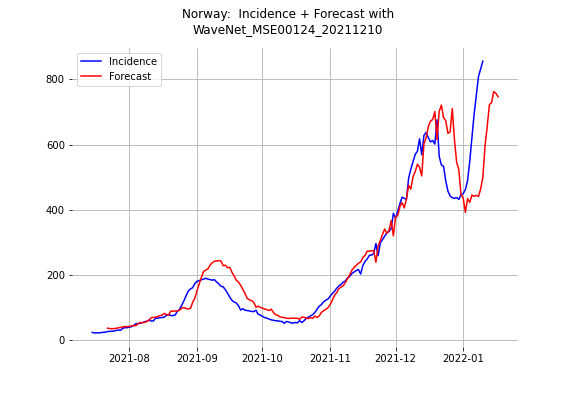 Norway:  Incidence + Forecast with
WaveNet_MSE00124_20211210
Incidence
Forecast
800
600
400
200
0
2021-08 2021-09 2021-10 2021-11 2021-12 2022-01